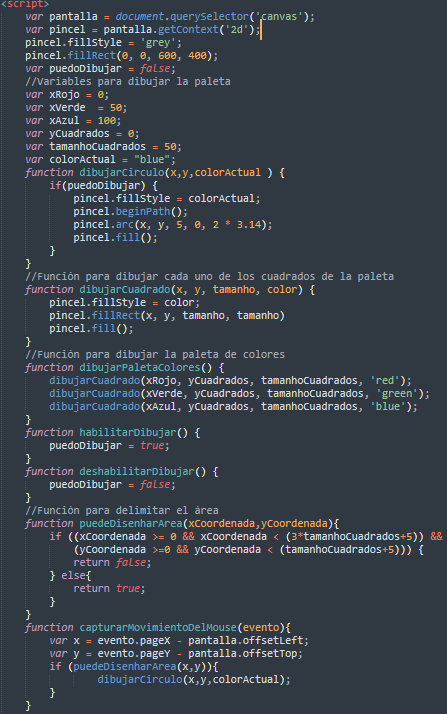 <script>
    var pantalla = document.querySelector('canvas');
    var pincel = pantalla.getContext('2d');
    pincel.fillStyle = 'grey';
    pincel.fillRect(0, 0, 600, 400);
    var puedoDibujar = false;
    //Variables para dibujar la paleta
    var xRojo = 0;
    var xVerde  = 50;
    var xAzul = 100;
    var yCuadrados = 0;
    var tamanhoCuadrados = 50;
    var colorActual = "blue";
    function dibujarCirculo(x,y,colorActual ) {
        if(puedoDibujar) {
            pincel.fillStyle = colorActual;
            pincel.beginPath();
            pincel.arc(x, y, 5, 0, 2 * 3.14);
            pincel.fill();
        }
    }
    //Función para dibujar cada uno de los cuadrados de la paleta
    function dibujarCuadrado(x, y, tamanho, color) {
        pincel.fillStyle = color;
        pincel.fillRect(x, y, tamanho, tamanho)
        pincel.fill();
    }
    //Función para dibujar la paleta de colores
    function dibujarPaletaColores() {
        dibujarCuadrado(xRojo, yCuadrados, tamanhoCuadrados, 'red');
        dibujarCuadrado(xVerde, yCuadrados, tamanhoCuadrados, 'green');
        dibujarCuadrado(xAzul, yCuadrados, tamanhoCuadrados, 'blue');
    }
    function habilitarDibujar() {
        puedoDibujar = true;
    }
    function deshabilitarDibujar() {
        puedoDibujar = false;
    }
    //Función para delimitar el área
    function puedeDisenharArea(xCoordenada,yCoordenada){
        if ((xCoordenada >= 0 && xCoordenada < (3*tamanhoCuadrados+5)) &&
            (yCoordenada >=0 && yCoordenada < (tamanhoCuadrados+5))) {
            return false;
        } else{
            return true;
        }
    }
    function capturarMovimientoDelMouse(evento){
        var x = evento.pageX - pantalla.offsetLeft;
        var y = evento.pageY - pantalla.offsetTop;
        if (puedeDisenharArea(x,y)){
                dibujarCirculo(x,y,colorActual);
        }
    }